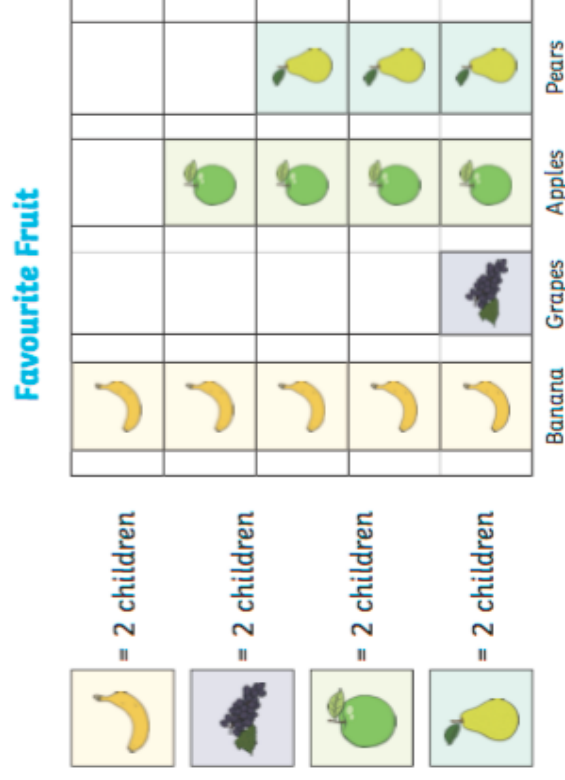 Favourite Fruit
= 2 children
= 2 children
= 2 children
= 2 children
Banana
Grapes
Apples
Pears